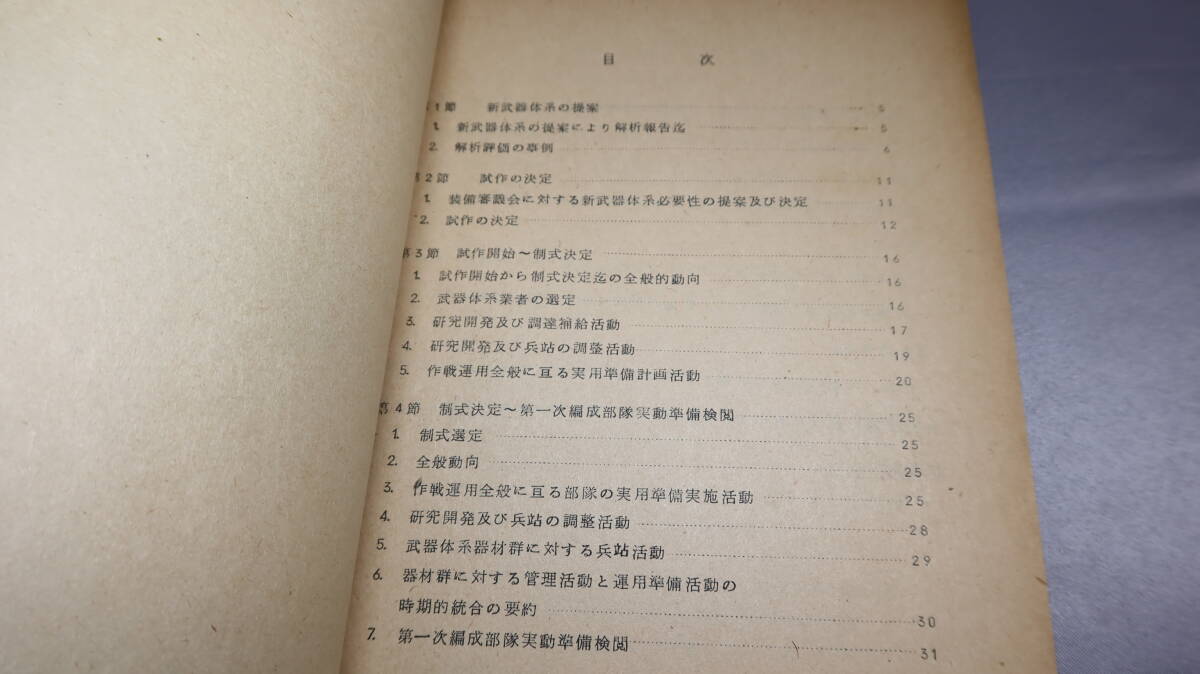 目 次
第1節 新武器体系の提案 5
1. 新武器体系の提案により解析報告迄 5
2. 解析評価の事例 6
第2節 試作の決定 11
1. 装備審議会に対する新武器体系必要性の提案及び決定 11
2. 試作の決定 12
第3節 試作開始～制式決定 16
1. 試作開始から制式決定迄の全般的動向 16
2. 武器体系業者の選定 16
3. 研究開発及び調達補給活動 17
4. 研究開発及び兵站の調整活動 19
5. 作戦運用全般に亘る実用準備計画活動 20
第4節 制式決定～第一次編成部隊実動準備検閲 25
1. 制式選定 25
2. 全般動向 25
3. 作戦運用全般に亘る部隊の実用準備実施活動 25
4. 研究開発及び兵站の調整活動 28
5. 武器体系器材群に対する兵站活動 29
6. 器材群に対する管理活動と運用準備活動の
時期的統合の要約 30
7. 第一次編成部隊実動準備検閲 31